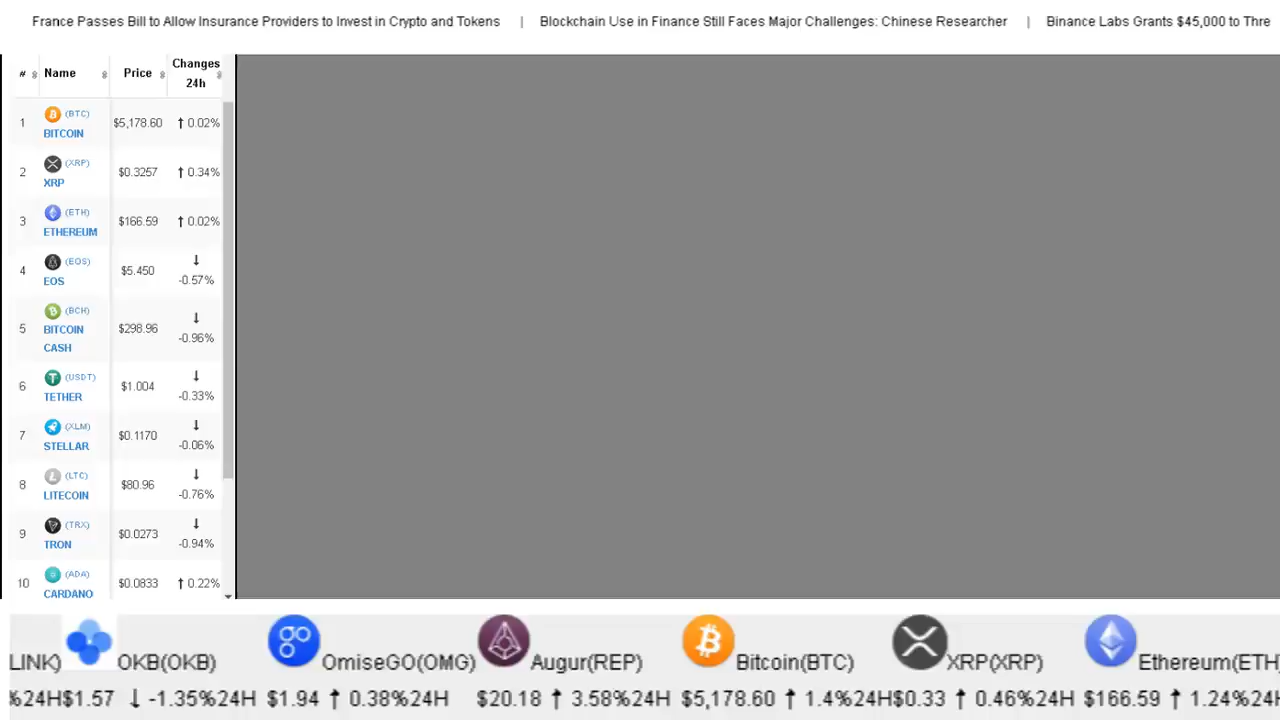 France Passes Bill to Allow Insurance Providers to Invest in Crypto and Tokens | Blockchain Use in Finance Still Faces Major Challenges: Chinese Researcher | Binance Labs Grants $45,000 to Thre
# Name Price Changes 24h
1 (BTC) BITCOIN $5,178.60 ↑ 0.02%
2 (XRP) XRP $0.3257 ↑ 0.34%
3 (ETH) ETHEREUM $166.59 ↑ 0.02%
4 (EOS) EOS $5.450 ↓ -0.57%
5 (BCH) BITCOIN CASH $298.96 ↓ -0.96%
6 (USDT) TETHER $1.004 ↓ -0.33%
7 (XLM) STELLAR $0.1170 ↓ -0.06%
8 (LTC) LITECOIN $80.96 ↓ -0.76%
9 (TRX) TRON $0.0273 ↓ -0.94%
10 (ADA) CARDANO $0.0833 ↑ 0.22%
LINK) OKB(OKB) OmiseGO(OMG) Augur(REP) Bitcoin(BTC) XRP(XRP) Ethereum(ETH
%24H $1.57 ↓ -1.35%24H $1.94 ↑ 0.38%24H $20.18 ↑ 3.58%24H $5,178.60 ↑ 1.4%24H $0.33 ↑ 0.46%24H $166.59 ↑ 1.24%24H